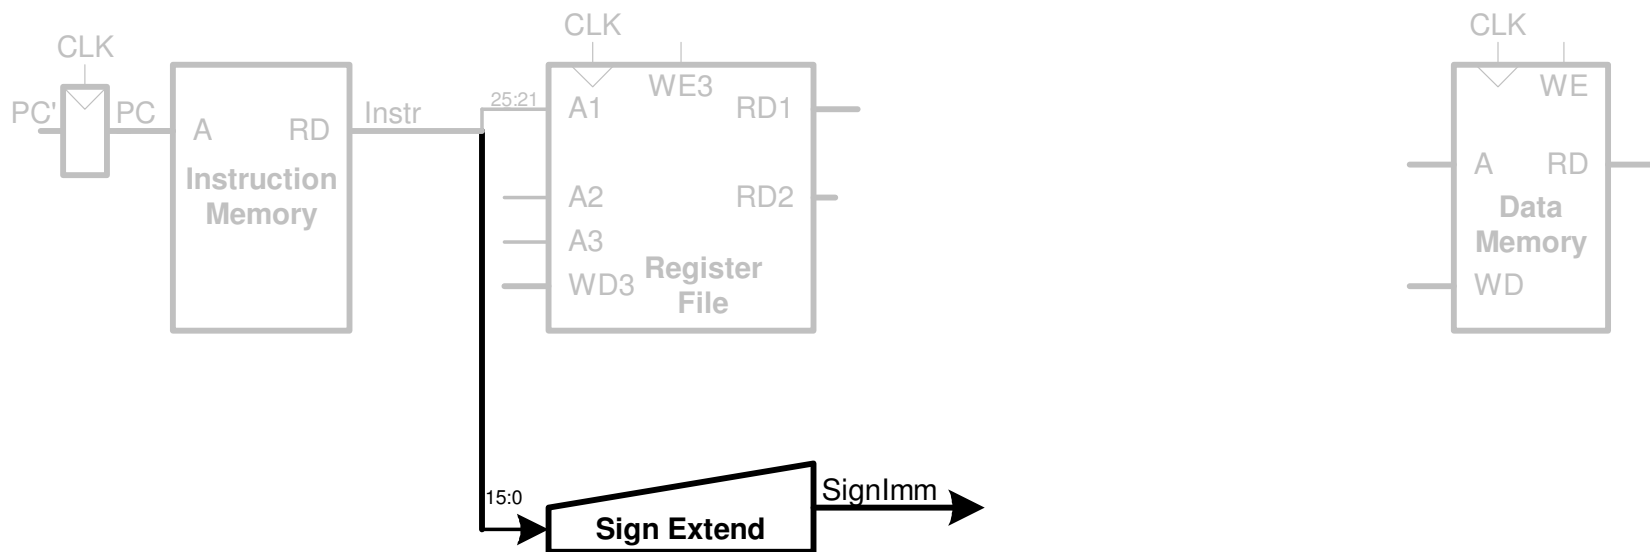 CLK
PC'
PC
A
RD
Instruction
Memory
Instr
25:21
CLK
WE3
A1
RD1
A2
RD2
A3
WD3
Register
File
CLK
WE
A
RD
Data
Memory
WD
15:0
Sign Extend
SignImm